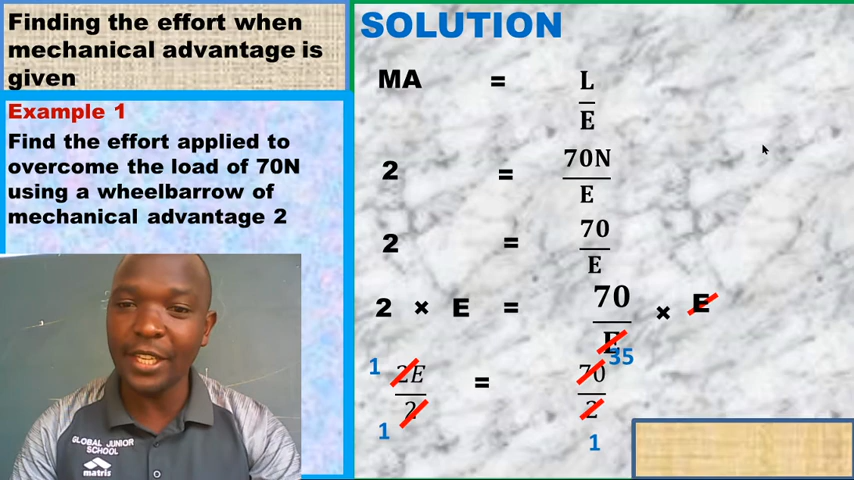 Finding the effort when
mechanical advantage is
given
Example 1
Find the effort applied to
overcome the load of 70N
using a wheelbarrow of
mechanical advantage 2
GLOBAL JUNIOR
SCHOOL
matris
SOLUTION
MA = L
E
2 = 70N
E
2 = 70
E
2 × E = 70 × E
E
35
1 2E = 70
2 2
1 1